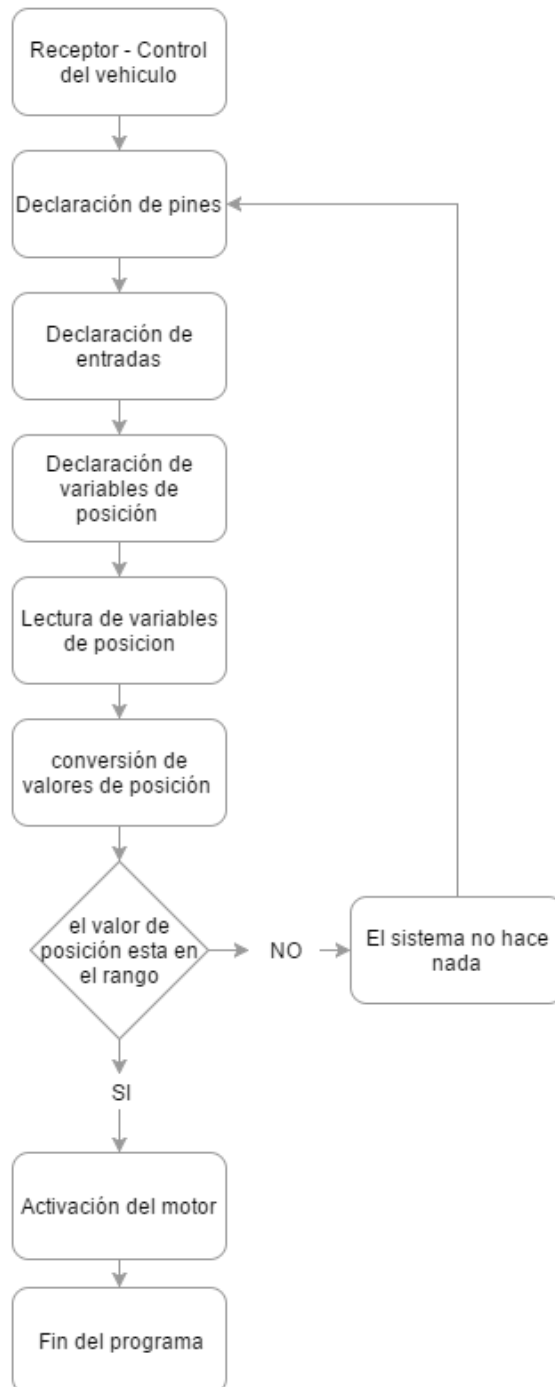 Receptor - Control
del vehiculo
Declaración de pines
Declaración de
entradas
Declaración de
variables de
posición
Lectura de variables
de posicion
conversión de
valores de posición
el valor de
posición esta en
el rango
NO
El sistema no hace
nada
SI
Activación del motor
Fin del programa